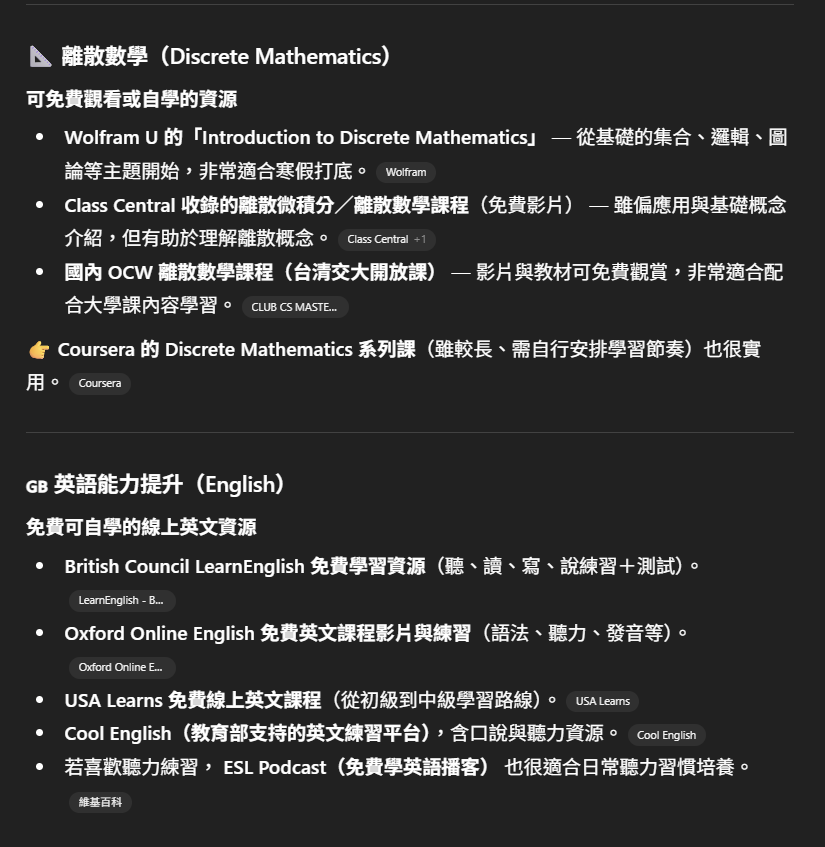 離散數學（Discrete Mathematics）
可免費觀看或自學的資源
Wolfram U 的「Introduction to Discrete Mathematics」 — 從基礎的集合、邏輯、圖
論等主題開始，非常適合寒假打底。 Wolfram
Class Central 收錄的離散微積分／離散數學課程（免費影片） — 雖偏應用與基礎概念
介紹，但有助於理解離散概念。 Class Central +1
國內 OCW 離散數學課程（台清交大開放課） — 影片與教材可免費觀賞，非常適合配
合大學課內容學習。 CLUB CS MASTE...
👉 Coursera 的 Discrete Mathematics 系列課（雖較長、需自行安排學習節奏）也很實
用。 Coursera
GB 英語能力提升（English）
免費可自學的線上英文資源
British Council LearnEnglish 免費學習資源（聽、讀、寫、說練習＋測試）。
LearnEnglish - B...
Oxford Online English 免費英文課程影片與練習（語法、聽力、發音等）。
Oxford Online E...
USA Learns 免費線上英文課程（從初級到中級學習路線）。 USA Learns
Cool English（教育部支持的英文練習平台），含口說與聽力資源。 Cool English
若喜歡聽力練習， ESL Podcast（免費學英語播客） 也很適合日常聽力習慣培養。
維基百科